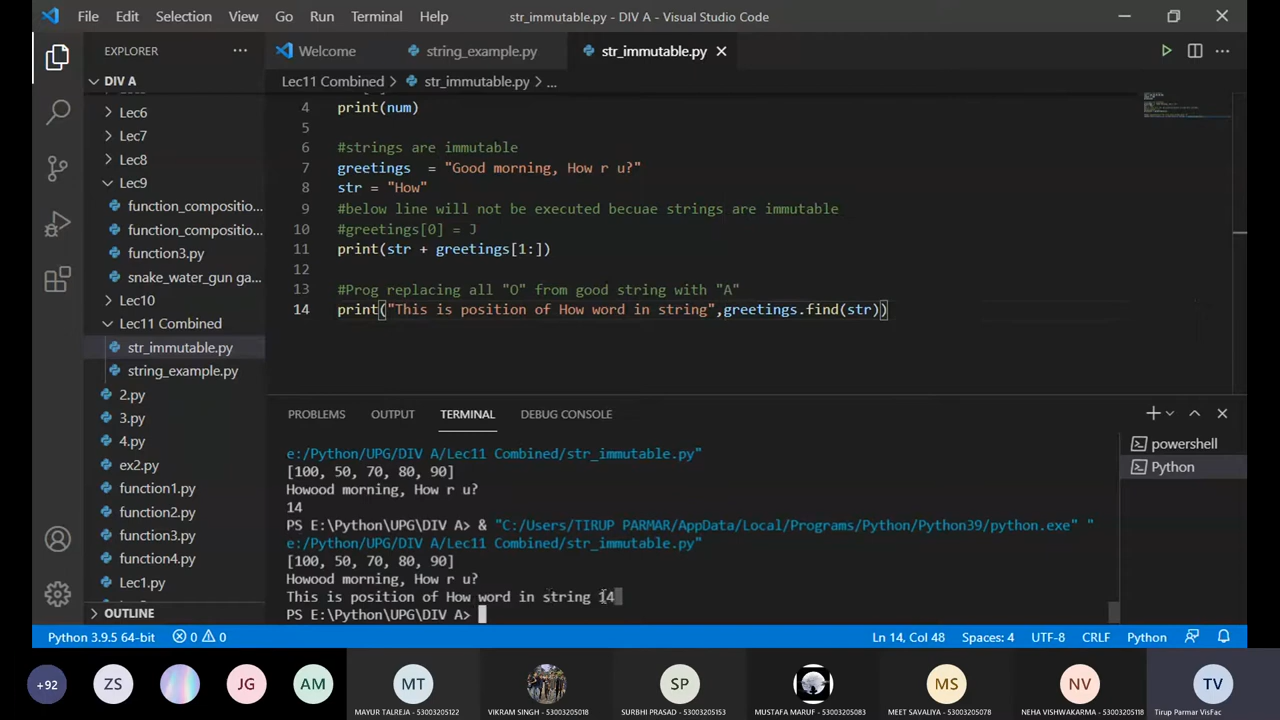 File Edit Selection View Go Run Terminal Help str_immutable.py - DIV A - Visual Studio Code
EXPLORER ... Welcome string_example.py str_immutable.py
DIV A
Lec11 Combined > str_immutable.py > ...
Lec6
Lec7
Lec8
Lec9
function_compositio...
function_compositio...
function3.py
snake_water_gun ga...
Lec10
Lec11 Combined
str_immutable.py
string_example.py
2.py
3.py
4.py
ex2.py
function1.py
function2.py
function3.py
function4.py
Lec1.py
OUTLINE
4 print(num)
5
6 #strings are immutable
7 greetings  = "Good morning, How r u?"
8 str = "How"
9 #below line will not be executed becuae strings are immutable
10 #greetings[0] = J
11 print(str + greetings[1:])
12
13 #Prog replacing all "O" from good string with "A"
14 print("This is position of How word in string",greetings.find(str))
PROBLEMS OUTPUT TERMINAL DEBUG CONSOLE
powershell
Python
e:/Python/UPG/DIV A/Lec11 Combined/str_immutable.py"
[100, 50, 70, 80, 90]
Howood morning, How r u?
14
PS E:\Python\UPG\DIV A> & "C:/Users/TIRUP PARMAR/AppData/Local/Programs/Python/Python39/python.exe" "
e:/Python/UPG/DIV A/Lec11 Combined/str_immutable.py"
[100, 50, 70, 80, 90]
Howood morning, How r u?
This is position of How word in string 14
PS E:\Python\UPG\DIV A>
Python 3.9.5 64-bit 0 0 Ln 14, Col 48 Spaces: 4 UTF-8 CRLF Python
+92 ZS JG AM MT SP MS NV TV
MAYUR TALREJA - 53003205122 VIKRAM SINGH - 53003205018 SURBHI PRASAD - 53003205153 MUSTAFA MARUF - 53003205083 MEET SAVALIYA - 53003205078 NEHA VISHWAKARMA - 53003205118 Tirup Parmar VisFac